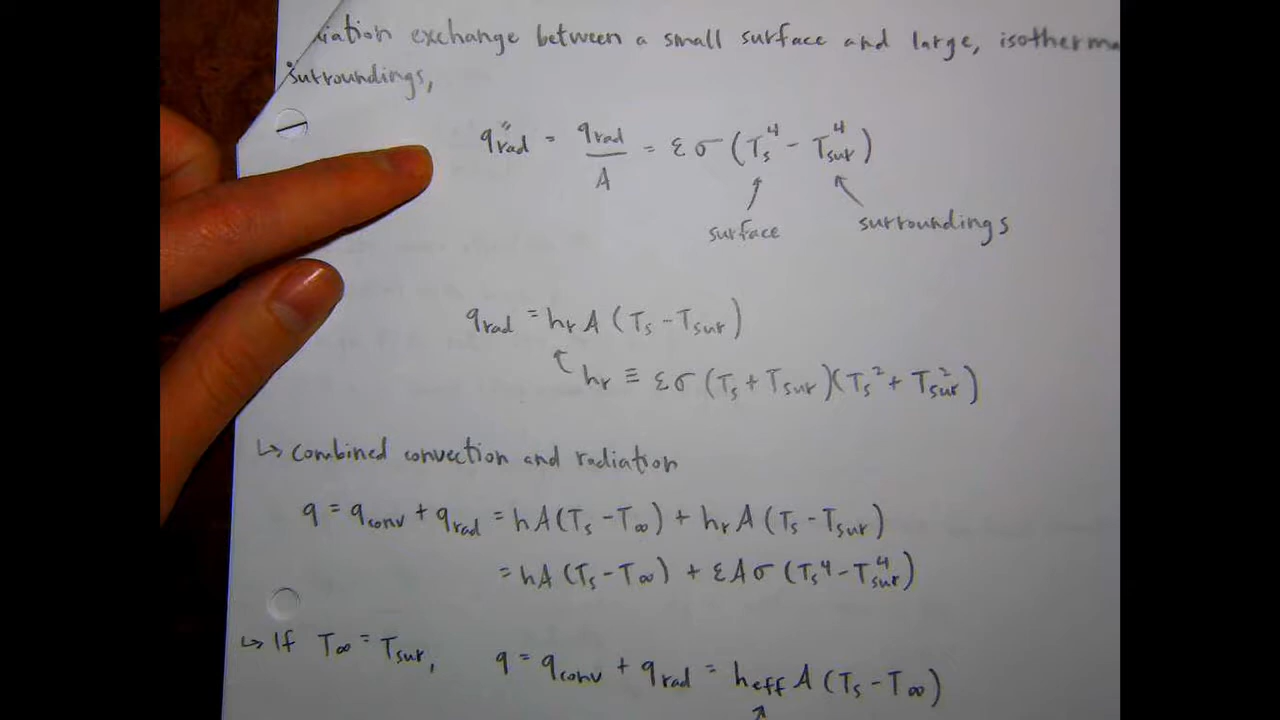 exchange between a small surface and large,
surroundings,
q"rad = qrad/A = εσ(Ts⁴ - Tsur⁴)
surface surroundings
qrad = hr A (Ts - Tsur)
hr ≡ εσ(Ts + Tsur)(Ts² + Tsur²)
↳ combined convection and radiation
q = qconv + qrad = hA(Ts - T∞) + hr A (Ts - Tsur)
= hA (Ts - T∞) + εAσ (Ts⁴ - Tsur⁴)
↳ If T∞ = Tsur, q = qconv + qrad = heff A (Ts - T∞)